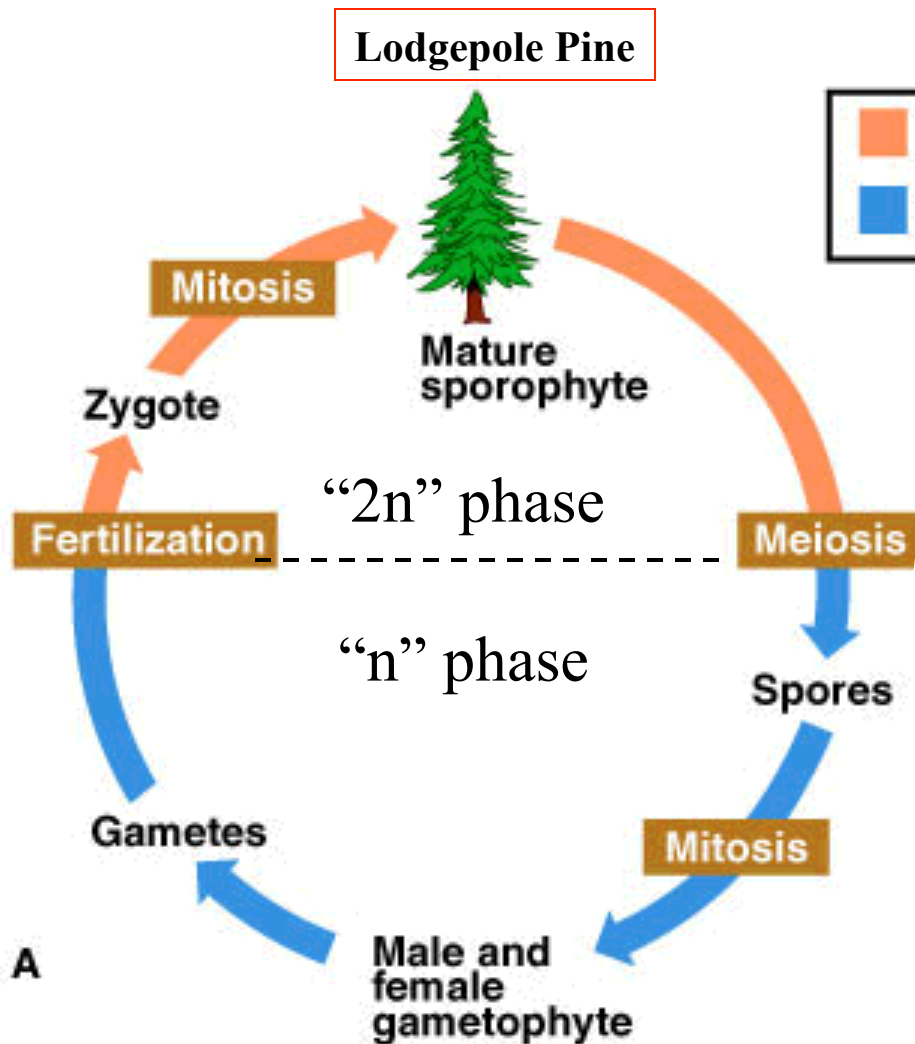 Lodgepole Pine
Mitosis
Mature
sporophyte
Zygote
“2n” phase
Fertilization
Meiosis
“n” phase
Spores
Gametes
Mitosis
A
Male and
female
gametophyte